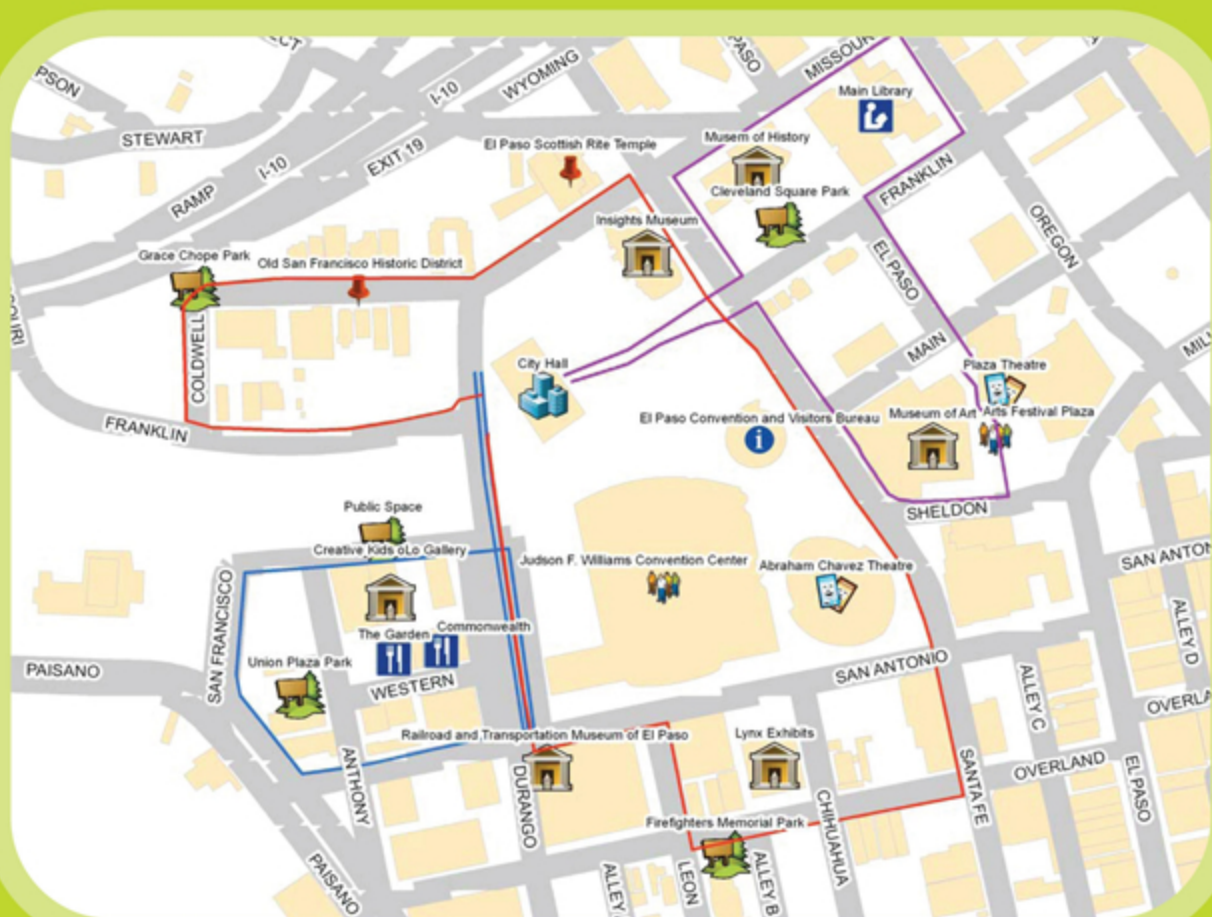 PASO
MISSOUR
PSON
I-10
WYOMING
Main Library
STEWART
EXIT 19
El Paso Scottish Rite Temple
Musem of History
I-10
RAMP
FRANKLIN
Cleveland Square Park
Insights Museum
OREGON
Grace Chope Park
Old San Francisco Historic District
EL PASO
COLDWELL
MAIN
City Hall
Plaza Theatre
El Paso Convention and Visitors Bureau
Museum of Art
Arts Festival Plaza
FRANKLIN
SHELDON
Public Space
Creative Kids oLo Gallery
Judson F. Williams Convention Center
Abraham Chavez Theatre
SAN ANTON
SAN FRANCISCO
The Garden
Commonwealth
ALLEY D
PAISANO
Union Plaza Park
WESTERN
SAN ANTONIO
ALLEY C
OVERLA
Railroad and Transportation Museum of El Paso
Lynx Exhibits
ANTHONY
DURANGO
SANTA FE
OVERLAND
EL PASO
Firefighters Memorial Park
CHIHUAHUA
PAISANO
ALLEY
LEON
ALLEY B